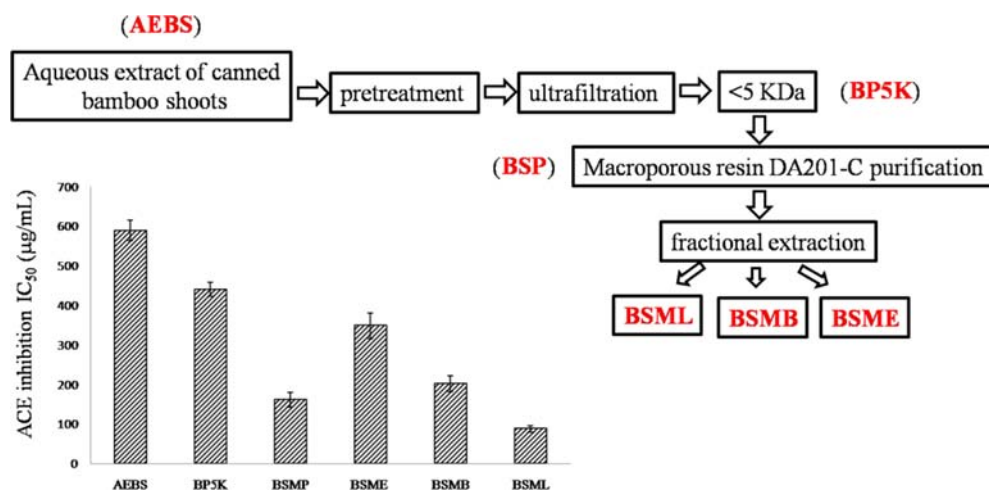 (AEBS)
Aqueous extract of canned
bamboo shoots
pretreatment
ultrafiltration
<5 KDa
(BP5K)
(BSP)
Macroporous resin DA201-C purification
fractional extraction
BSML
BSMB
BSME
ACE inhibition IC50 (μg/mL)
700
600
500
400
300
200
100
0
AEBS
BP5K
BSMP
BSME
BSMB
BSML